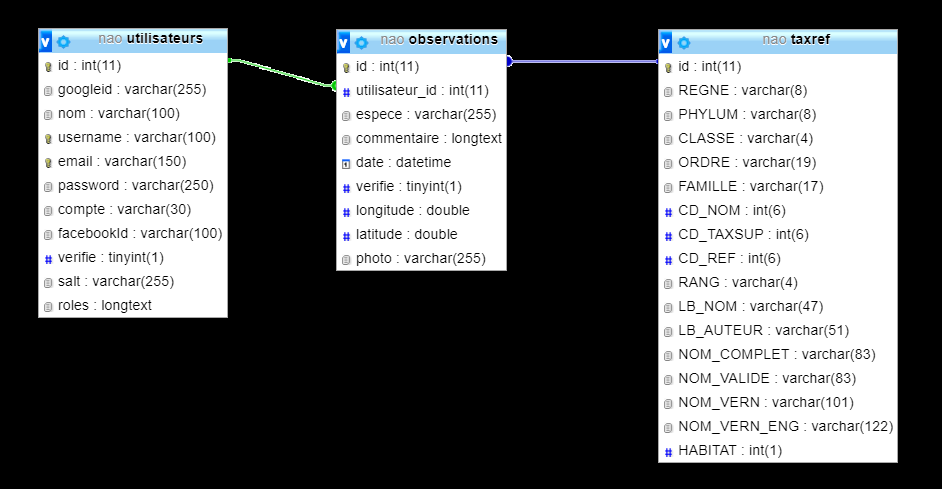 nao utilisateurs
id : int(11)
googleid : varchar(255)
nom : varchar(100)
username : varchar(100)
email : varchar(150)
password : varchar(250)
compte : varchar(30)
facebookId : varchar(100)
verifie : tinyint(1)
salt : varchar(255)
roles : longtext
nao observations
id : int(11)
utilisateur_id : int(11)
espece : varchar(255)
commentaire : longtext
date : datetime
verifie : tinyint(1)
longitude : double
latitude : double
photo : varchar(255)
nao taxref
id : int(11)
REGNE : varchar(8)
PHYLUM : varchar(8)
CLASSE : varchar(4)
ORDRE : varchar(19)
FAMILLE : varchar(17)
CD_NOM : int(6)
CD_TAXSUP : int(6)
CD_REF : int(6)
RANG : varchar(4)
LB_NOM : varchar(47)
LB_AUTEUR : varchar(51)
NOM_COMPLET : varchar(83)
NOM_VALIDE : varchar(83)
NOM_VERN : varchar(101)
NOM_VERN_ENG : varchar(122)
HABITAT : int(1)